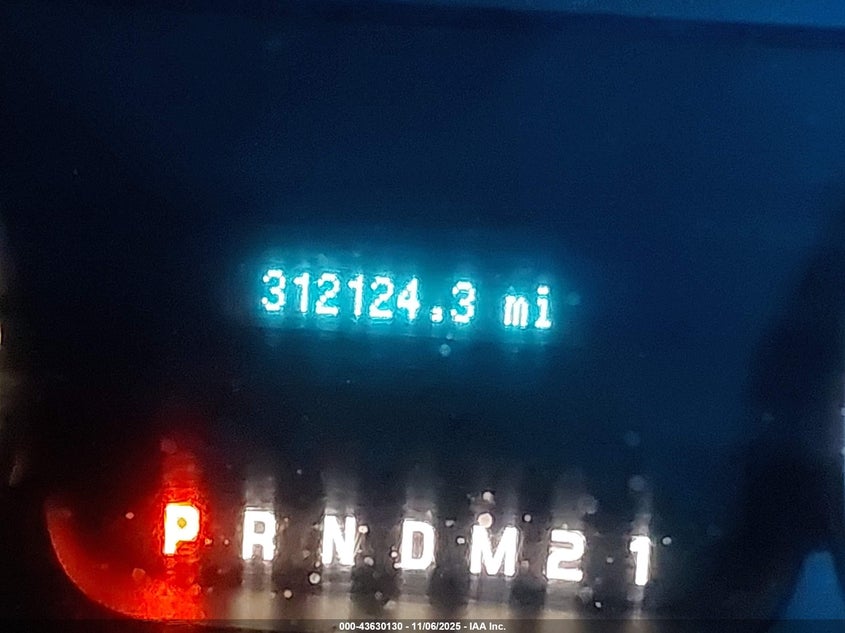 312124.3 mi
P R N D M 2 1
000-43630130 - 11/06/2025 - IAA Inc.